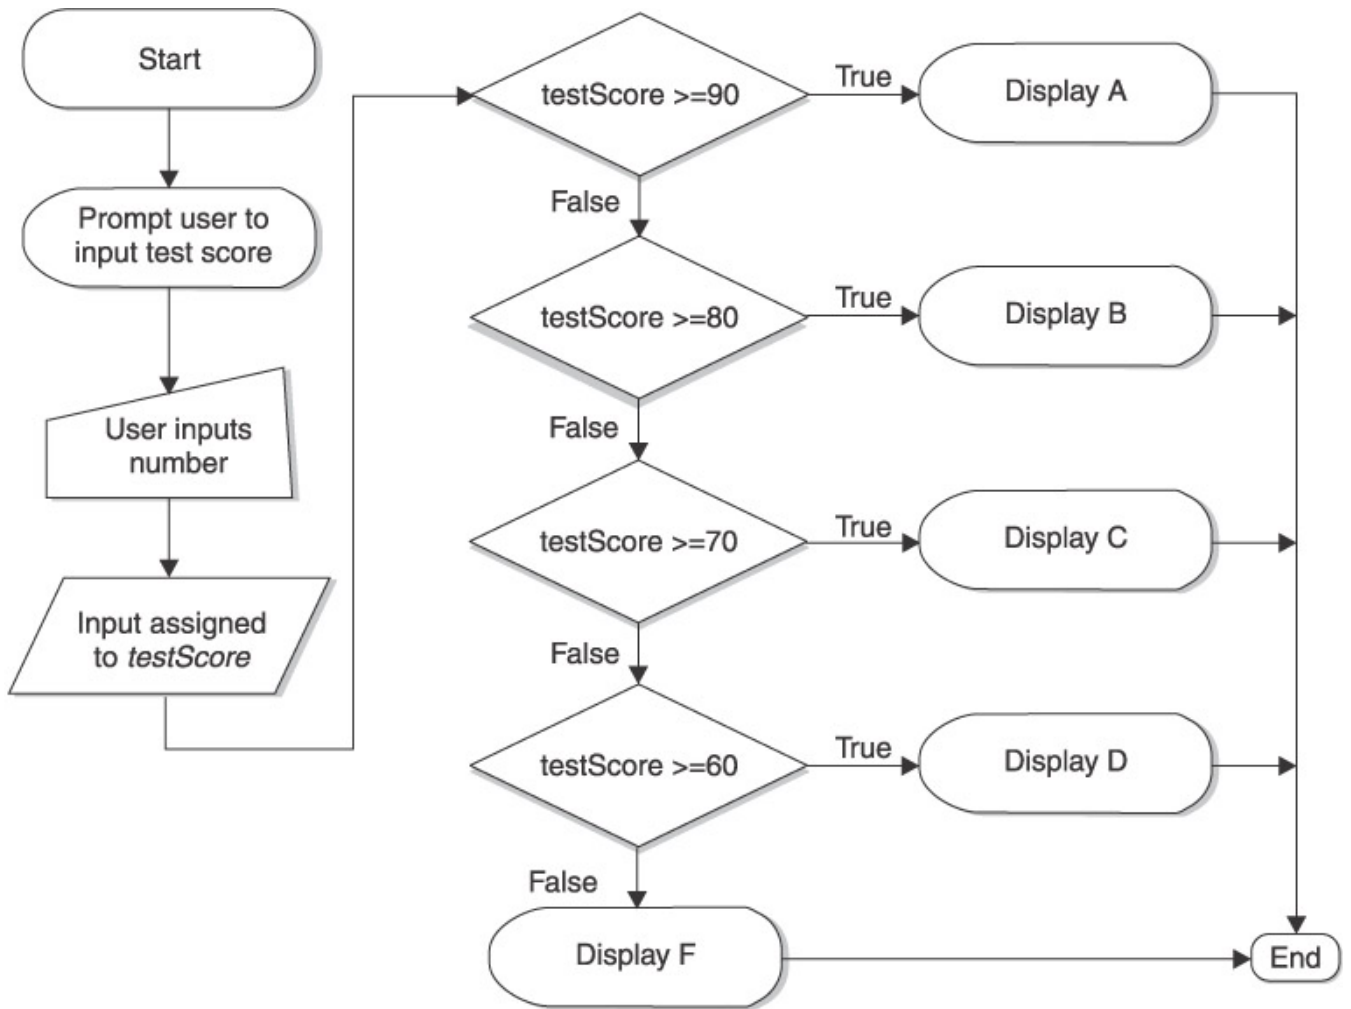 Start
Prompt user to
input test score
User inputs
number
Input assigned
to testScore
testScore >=90
True
Display A
False
testScore >=80
True
Display B
False
testScore >=70
True
Display C
False
testScore >=60
True
Display D
False
Display F
End